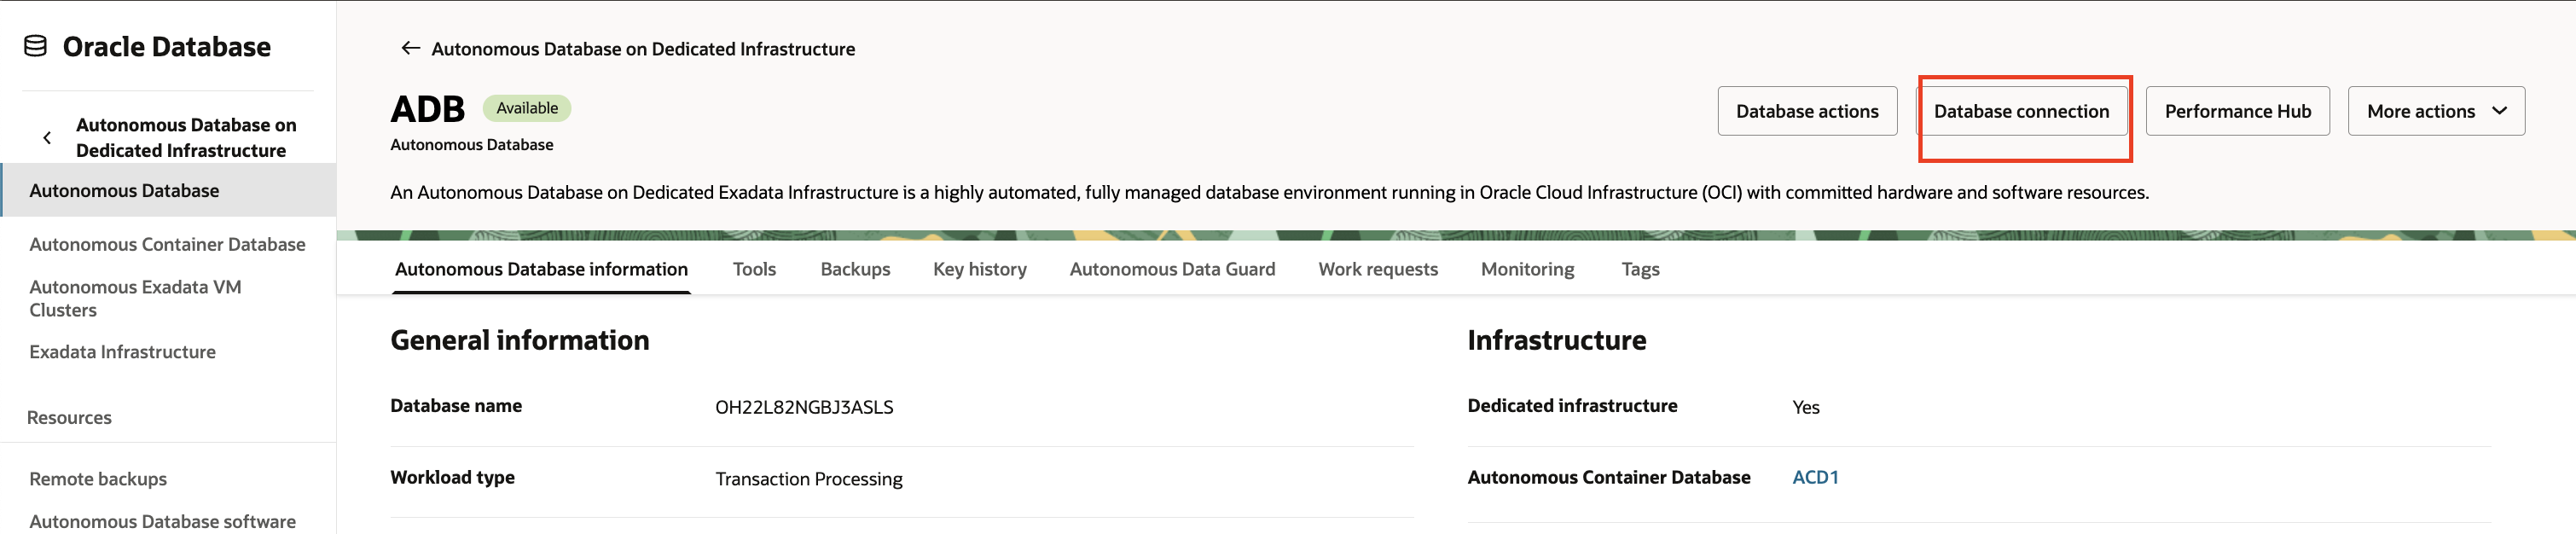 Oracle Database
Autonomous Database on
Dedicated Infrastructure
Autonomous Database
Autonomous Container Database
Autonomous Exadata VM
Clusters
Exadata Infrastructure
Resources
Remote backups
Autonomous Database software
Autonomous Database on Dedicated Infrastructure
ADB Available
Autonomous Database
Database actions Database connection Performance Hub More actions
An Autonomous Database on Dedicated Exadata Infrastructure is a highly automated, fully managed database environment running in Oracle Cloud Infrastructure (OCI) with committed hardware and software resources.
Autonomous Database information Tools Backups Key history Autonomous Data Guard Work requests Monitoring Tags
General information
Database name OH22L82NGBJ3ASLS
Workload type Transaction Processing
Infrastructure
Dedicated infrastructure Yes
Autonomous Container Database ACD1